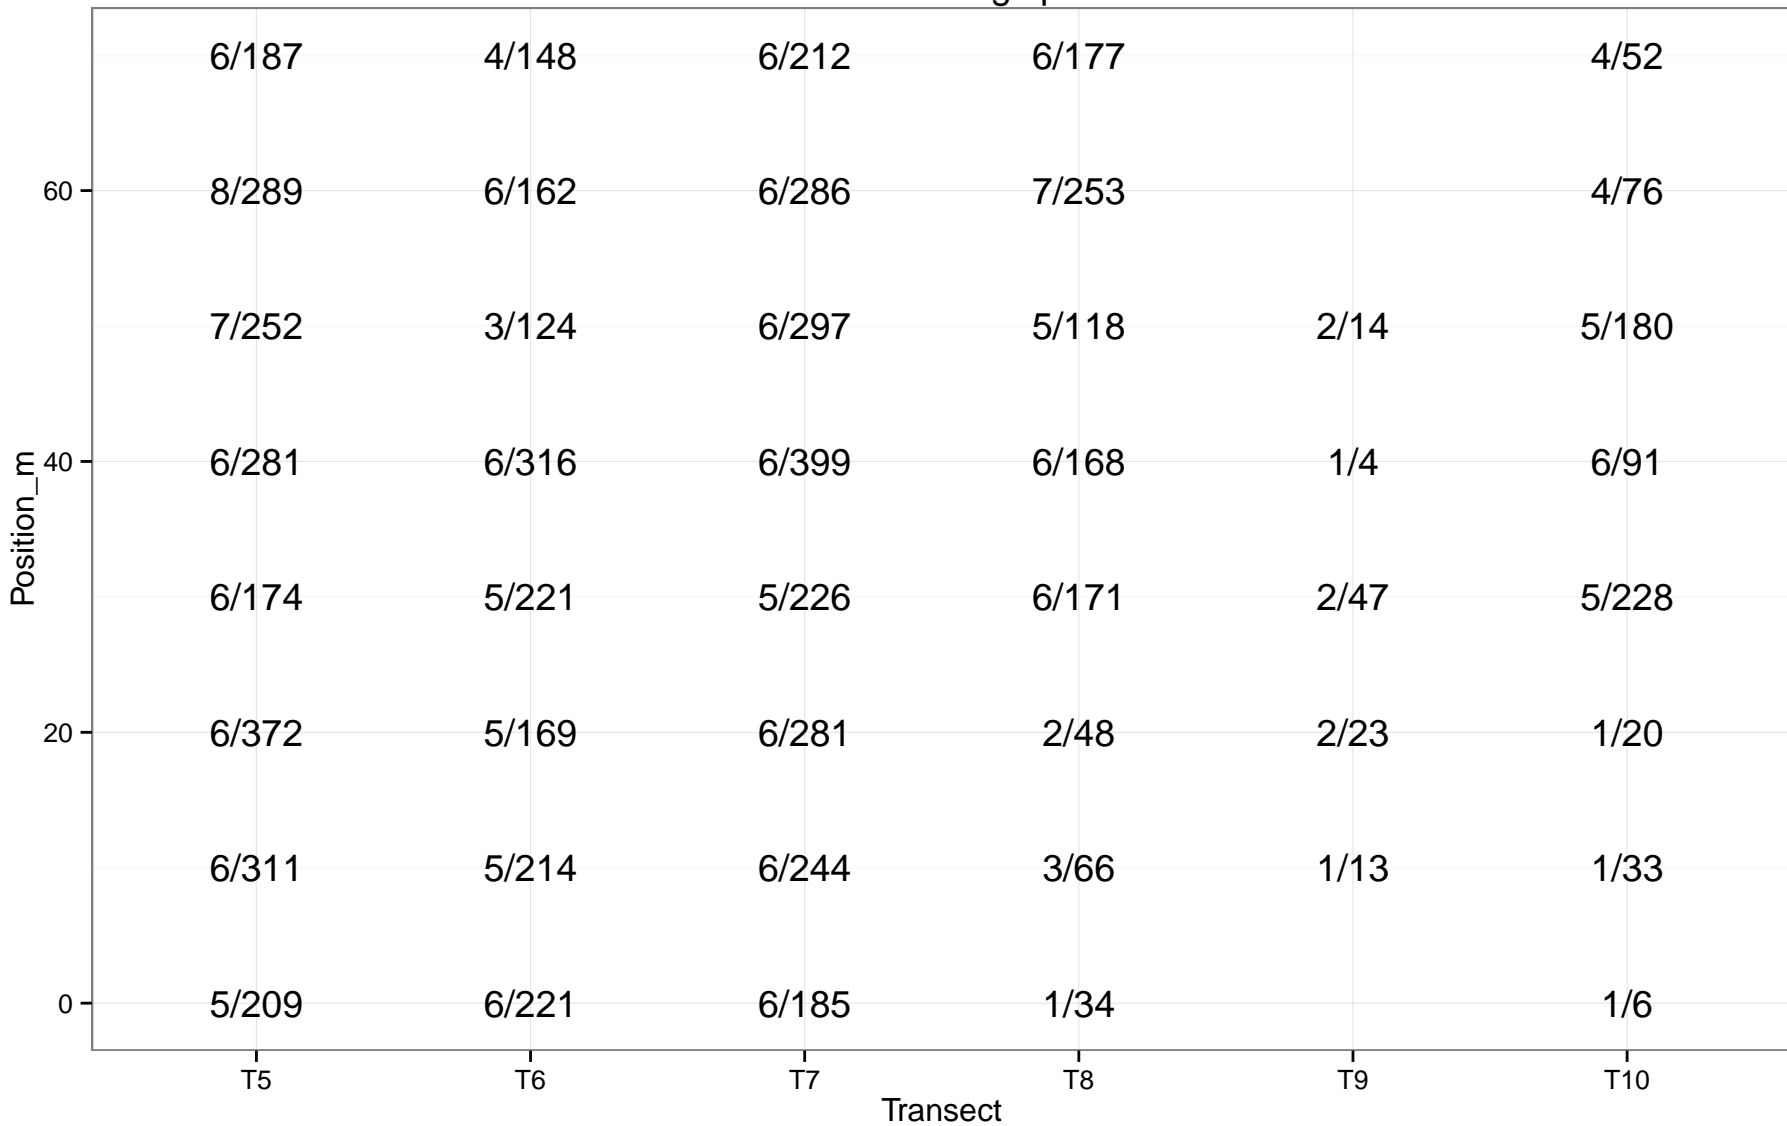 6/187 4/148 6/212 6/177 4/52
60 8/289 6/162 6/286 7/253 4/76
7/252 3/124 6/297 5/118 2/14 5/180
40 6/281 6/316 6/399 6/168 1/4 6/91
Position_m
6/174 5/221 5/226 6/171 2/47 5/228
20 6/372 5/169 6/281 2/48 2/23 1/20
6/311 5/214 6/244 3/66 1/13 1/33
0 5/209 6/221 6/185 1/34 1/6
T5 T6 T7 T8 T9 T10
Transect